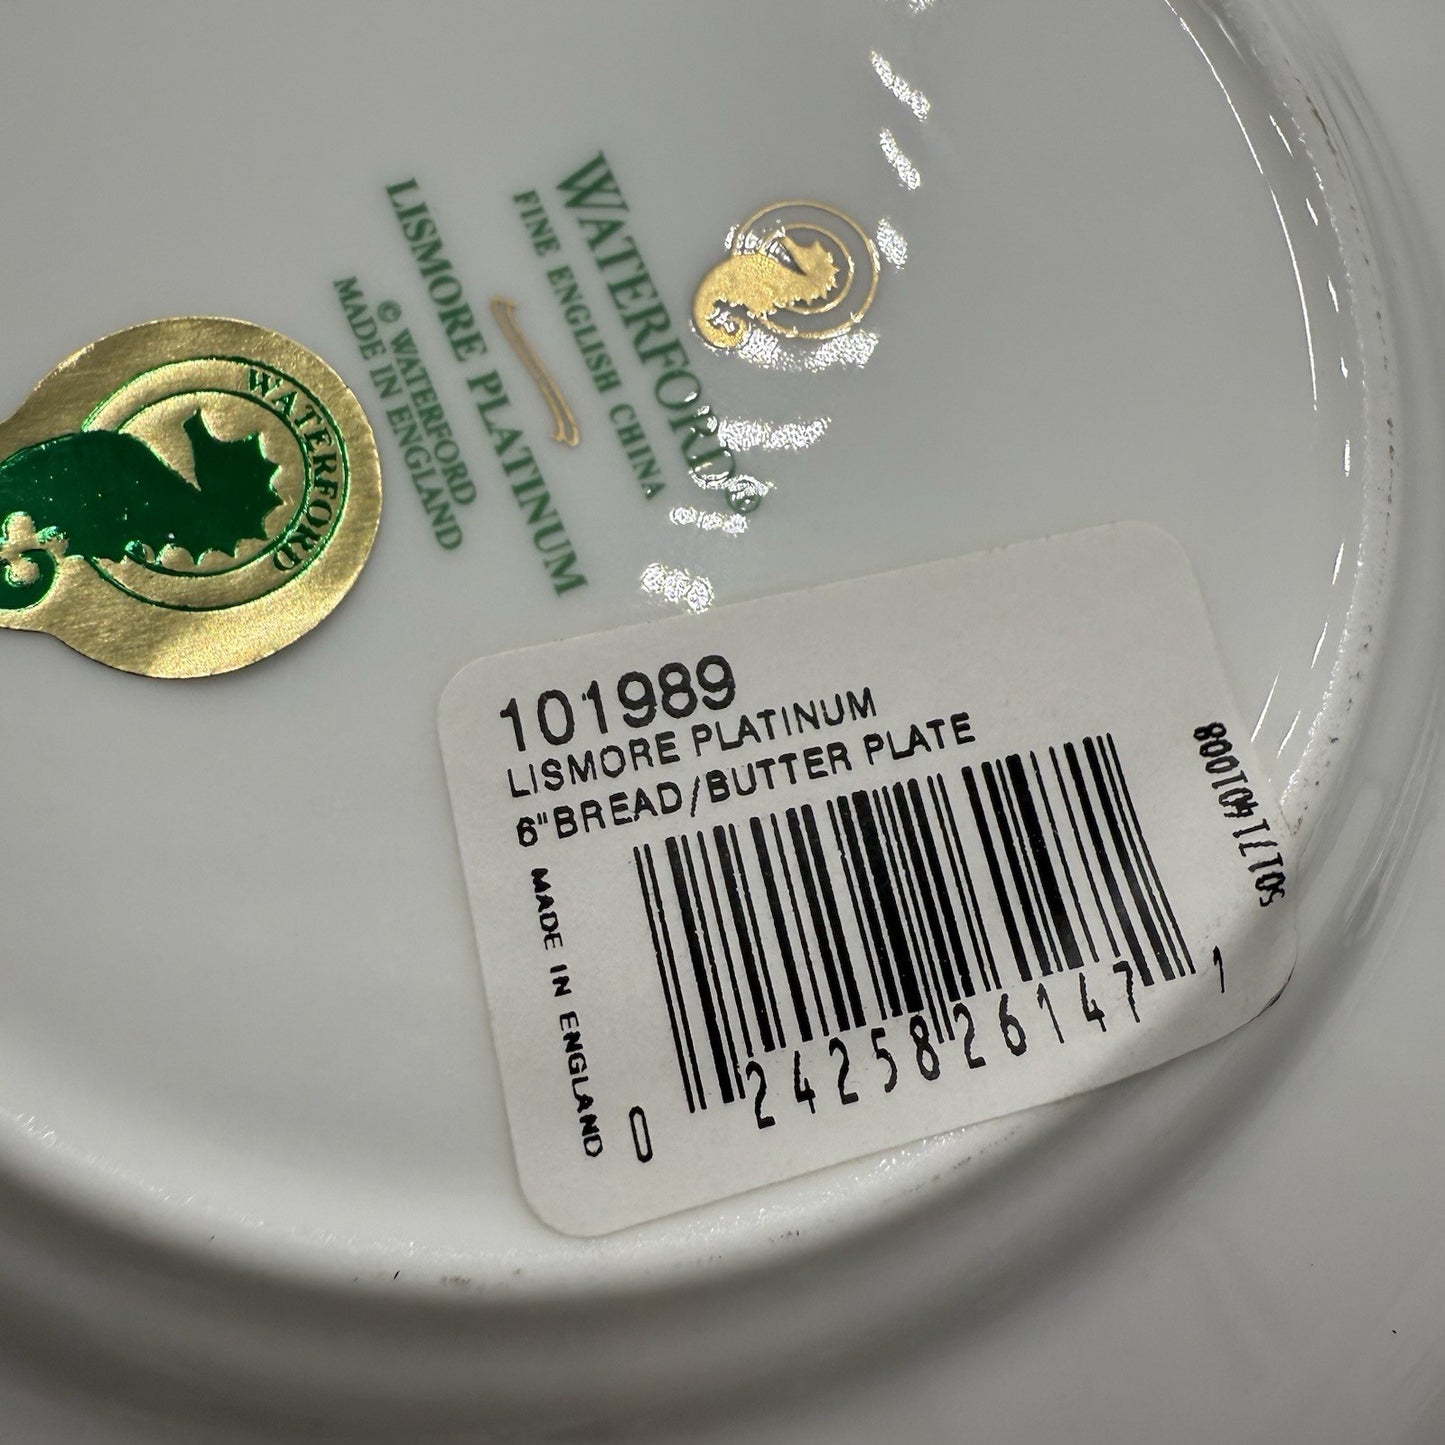 WATERFORD®
FINE ENGLISH CHINA
LISMORE PLATINUM
© WATERFORD
MADE IN ENGLAND
WATERFORD
101989
LISMORE PLATINUM
6" BREAD/BUTTER PLATE
MADE IN ENGLAND
0 24258 26147 1